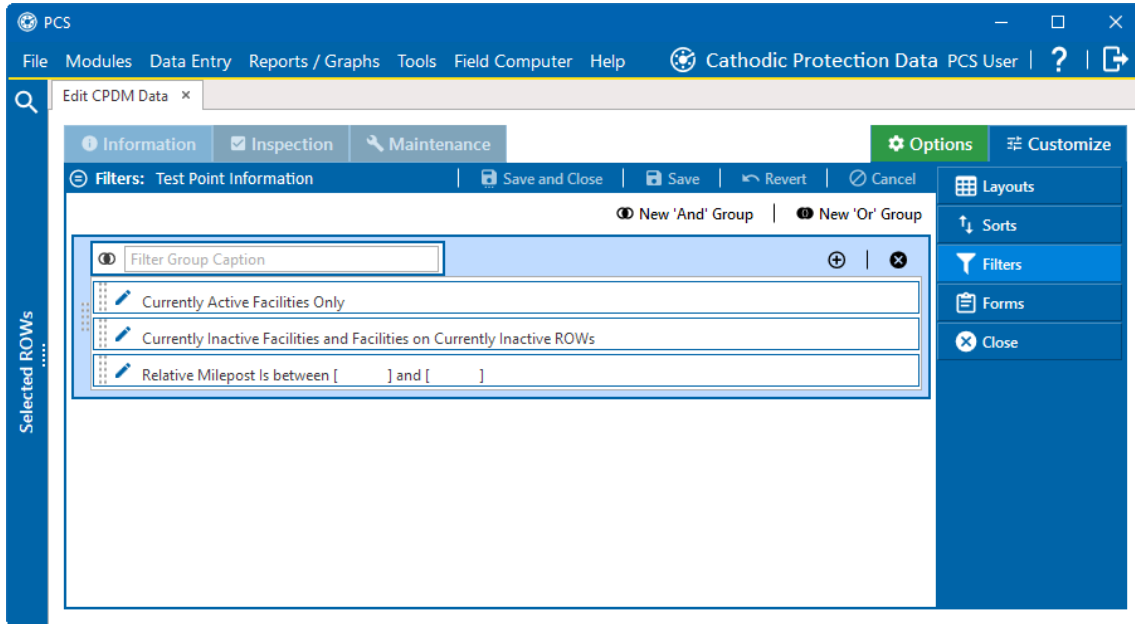 PCS
File Modules Data Entry Reports / Graphs Tools Field Computer Help Cathodic Protection Data PCS User | ? |
Edit CPDM Data ×
Information Inspection Maintenance Options Customize
Filters: Test Point Information | Save and Close | Save | Revert | Cancel
Layouts
New 'And' Group | New 'Or' Group
Sorts
Filter Group Caption
Filters
Currently Active Facilities Only
Forms
Currently Inactive Facilities and Facilities on Currently Inactive ROWs
Close
Relative Milepost Is between [ ] and [ ]
Selected ROWs